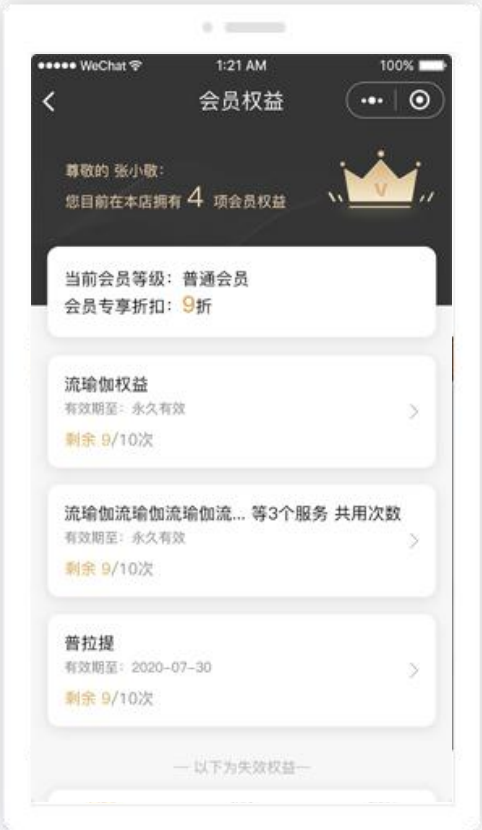 WeChat
1:21 AM
100%
会员权益
尊敬的 张小敬:
您目前在本店拥有 4 项会员权益
V
当前会员等级：普通会员
会员专享折扣：9折
流瑜伽权益
有效期至：永久有效
剩余 9/10次
流瑜伽流瑜伽流瑜伽流... 等3个服务 共用次数
有效期至：永久有效
剩余 9/10次
普拉提
有效期至：2020-07-30
剩余 9/10次
— 以下为失效权益—